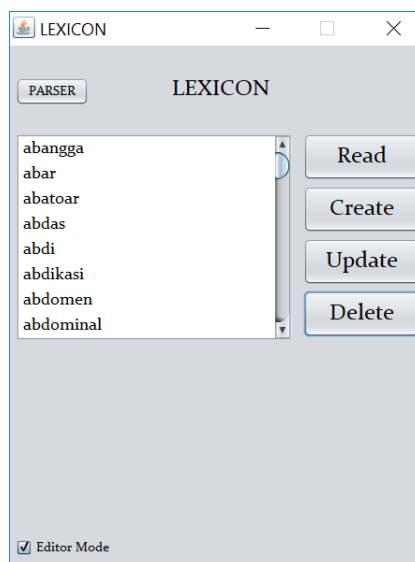 LEXICON
PARSER
LEXICON
abangga
abar
abatoar
abdas
abdi
abdikasi
abdomen
abdominal
Read
Create
Update
Delete
Editor Mode